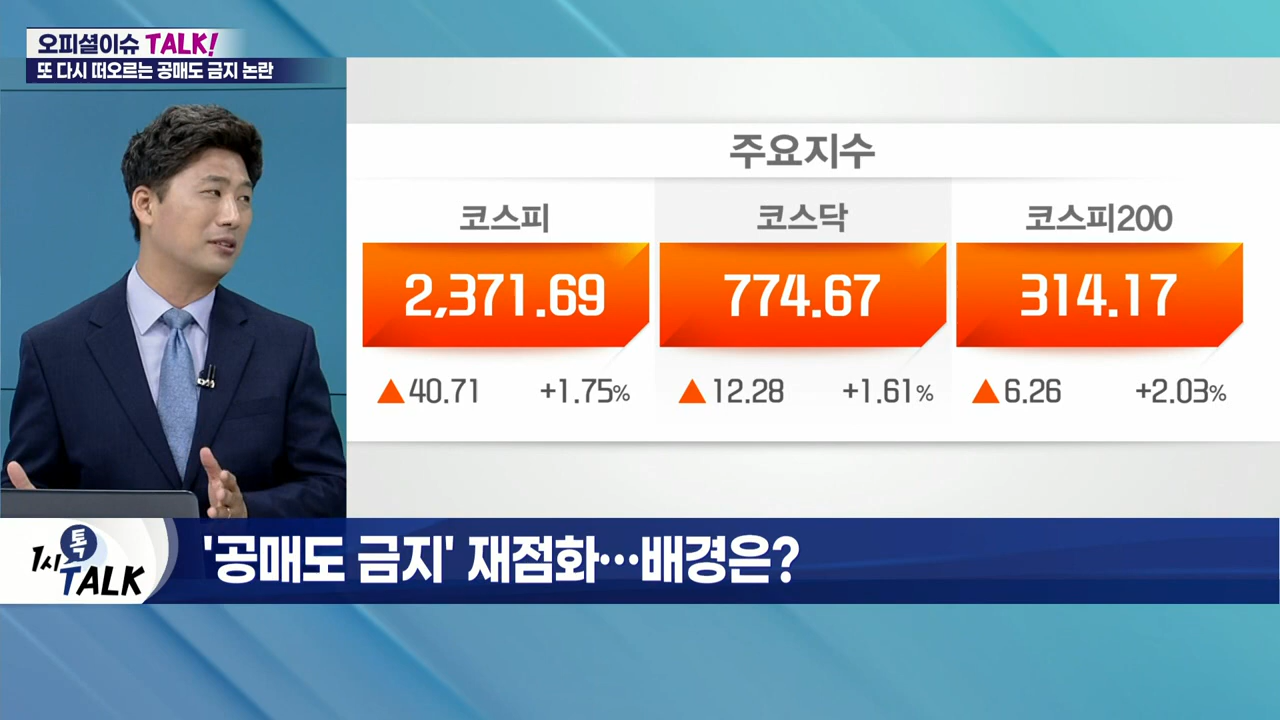 오피셜이슈 TALK!
또 다시 떠오르는 공매도 금지 논란
주요지수
코스피 코스닥 코스피200
2,371.69 774.67 314.17
▲40.71 +1.75% ▲12.28 +1.61% ▲6.26 +2.03%
1시 톡 TALK
'공매도 금지' 재점화…배경은?